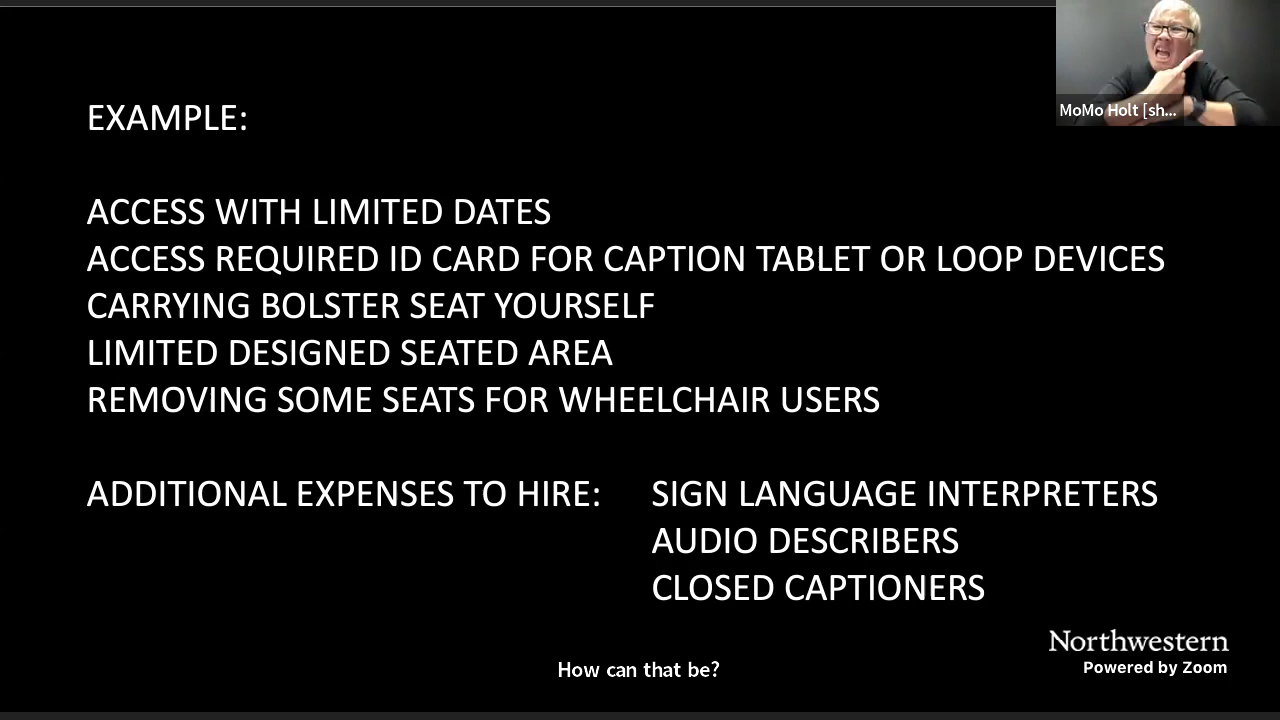 MoMo Holt [sh...
EXAMPLE:
ACCESS WITH LIMITED DATES
ACCESS REQUIRED ID CARD FOR CAPTION TABLET OR LOOP DEVICES
CARRYING BOLSTER SEAT YOURSELF
LIMITED DESIGNED SEATED AREA
REMOVING SOME SEATS FOR WHEELCHAIR USERS
ADDITIONAL EXPENSES TO HIRE: SIGN LANGUAGE INTERPRETERS
AUDIO DESCRIBERS
CLOSED CAPTIONERS
Northwestern
Powered by Zoom
How can that be?